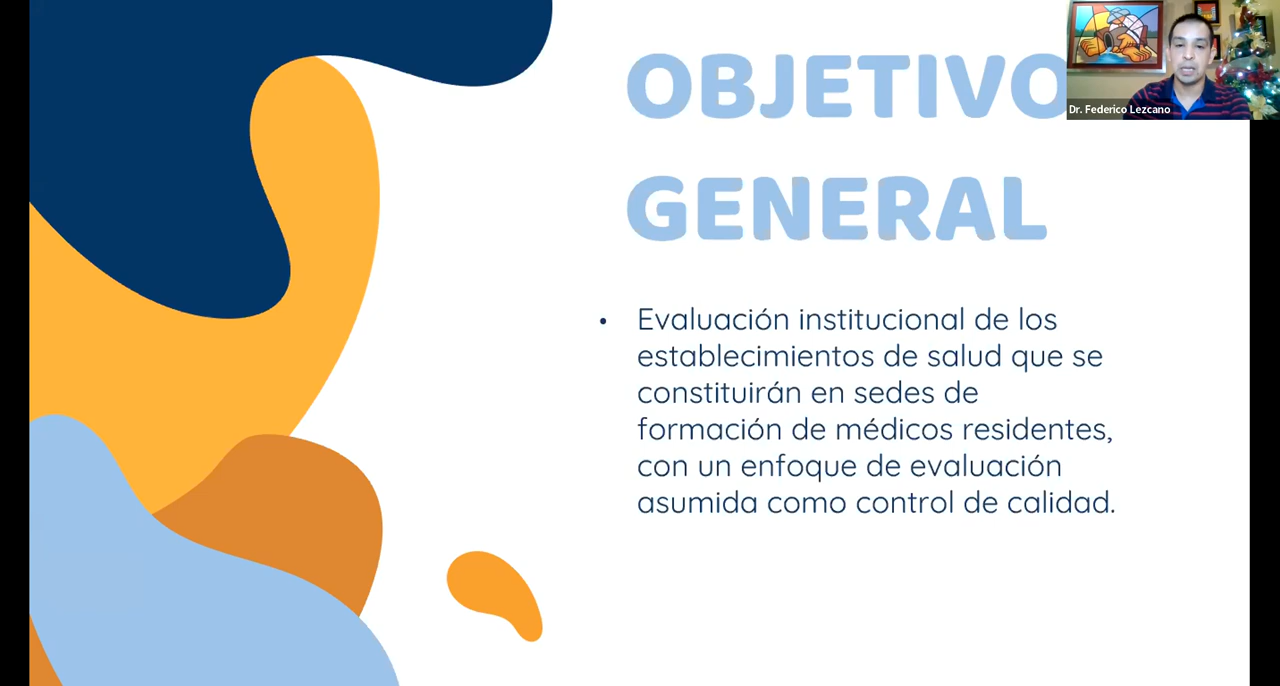 OBJETIVO
Dr. Federico Lezcano
GENERAL
• Evaluación institucional de los
establecimientos de salud que se
constituirán en sedes de
formación de médicos residentes,
con un enfoque de evaluación
asumida como control de calidad.